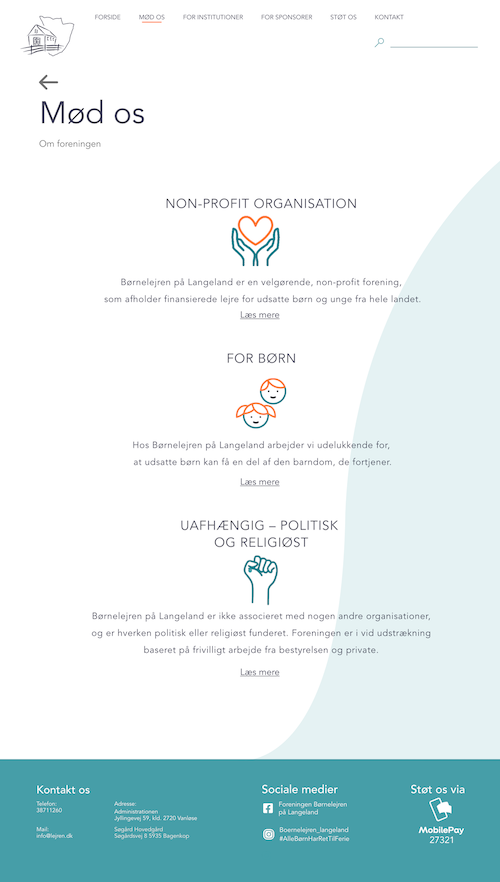 FORSIDE MØD OS FOR INSTITUTIONER FOR SPONSORER STØT OS KONTAKT
Mød os
Om foreningen
NON-PROFIT ORGANISATION
Børnelejren på Langeland er en velgørende, non-profit forening,
som afholder finansierede lejre for udsatte børn og unge fra hele landet.
Læs mere
FOR BØRN
Hos Børnelejren på Langeland arbejder vi udelukkende for,
at udsatte børn kan få en del af den barndom, de fortjener.
Læs mere
UAFHÆNGIG – POLITISK
OG RELIGIØST
Børnelejren på Langeland er ikke associeret med nogen andre organisationer,
og er hverken politisk eller religiøst funderet. Foreningen er i vid udstrækning
baseret på frivilligt arbejde fra bestyrelsen og private.
Læs mere
Kontakt os
Telefon:
38711260
Mail:
info@lejren.dk
Adresse:
Administrationen
Jyllingevej 59, kld. 2720 Vanløse
Søgård Hovedgård
Søgårdsvej 8 5935 Bagenkop
Sociale medier
Foreningen Børnelejren
på Langeland
Boernelejren_langeland
#AlleBørnHarRetTilFerie
Støt os via
MobilePay
27321